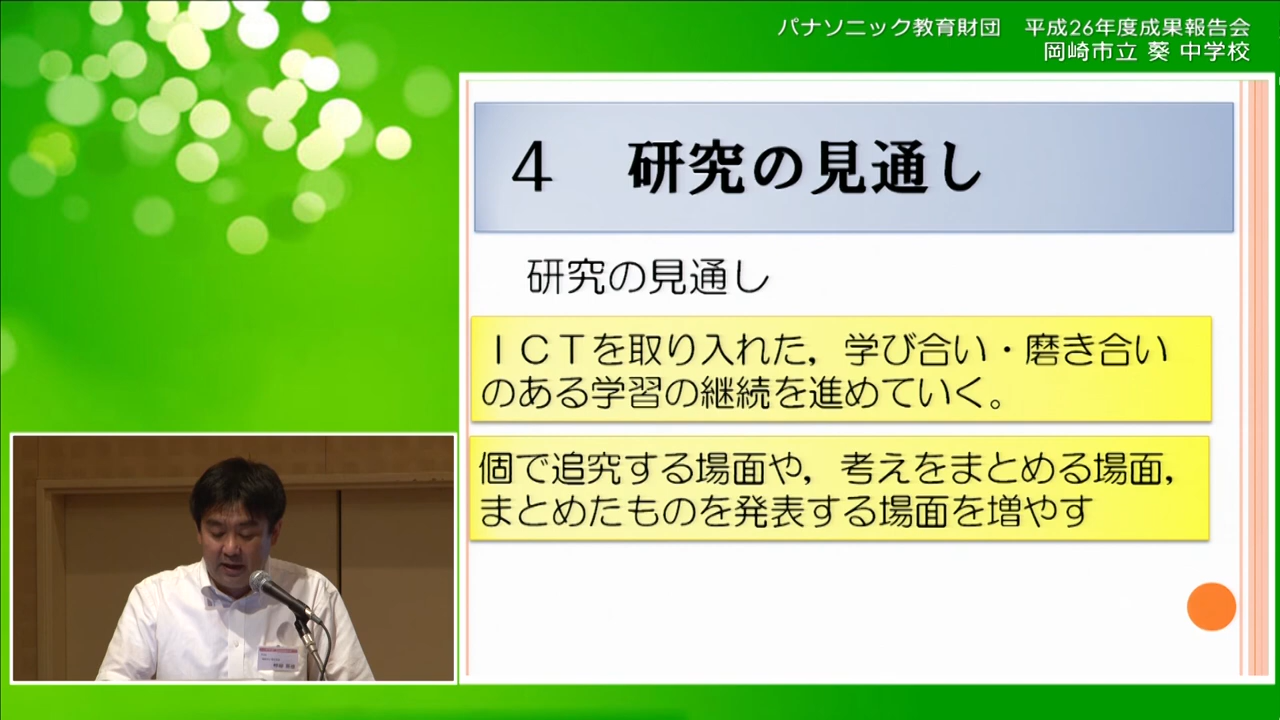 パナソニック教育財団　平成26年度成果報告会
岡崎市立 葵 中学校
４　研究の見通し
研究の見通し
ＩＣＴを取り入れた，学び合い・磨き合い
のある学習の継続を進めていく。
個で追究する場面や，考えをまとめる場面，
まとめたものを発表する場面を増やす